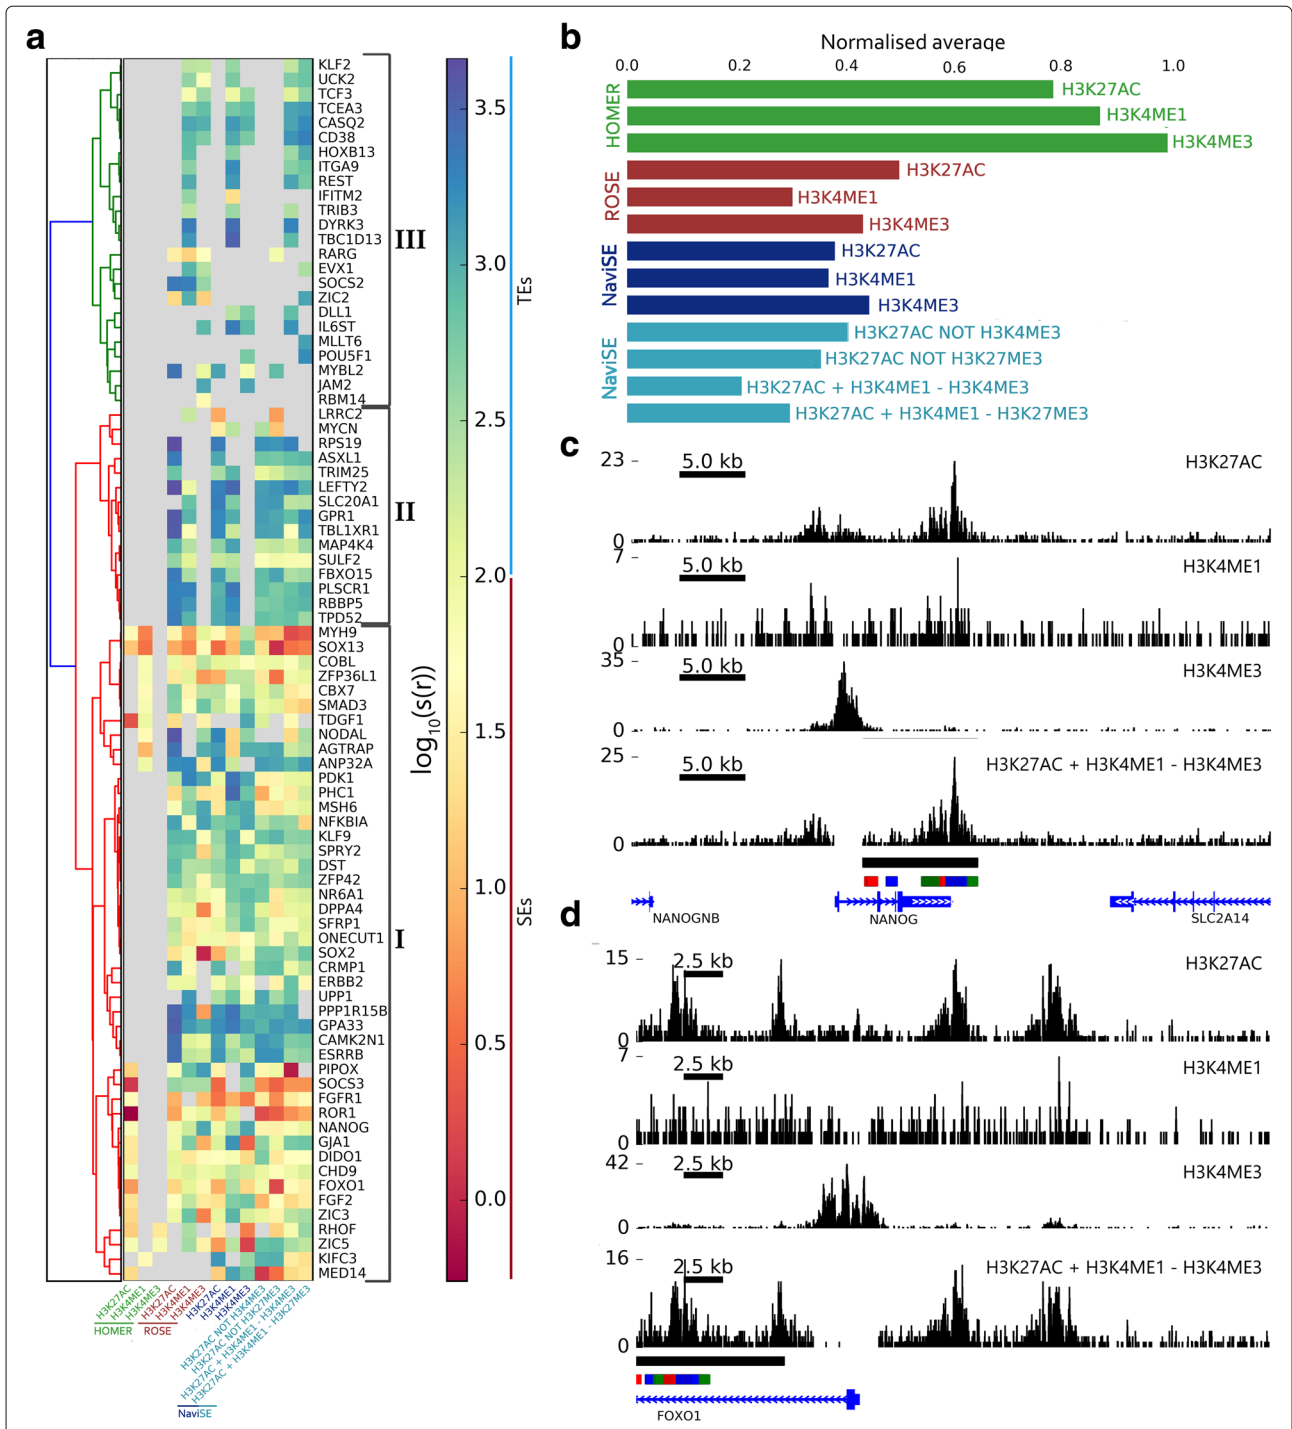 a
KLF2
UCK2
TCF3
TCEA3
CASQ2
CD38
HOXB13
ITGA9
REST
IFITM2
TRIB3
DYRK3
TBC1D13
RARG
EVX1
SOCS2
ZIC2
DLL1
IL6ST
MLLT6
POU5F1
MYBL2
JAM2
RBM14
LRRC2
MYCN
RPS19
ASXL1
TRIM25
LEFTY2
SLC20A1
GPR1
TBL1XR1
MAP4K4
SULF2
FBXO15
PLSCR1
RBBP5
TPD52
MYH9
SOX13
COBL
ZFP36L1
CBX7
SMAD3
TDGF1
NODAL
AGTRAP
ANP32A
PDK1
PHC1
MSH6
NFKBIA
KLF9
SPRY2
DST
ZFP42
NR6A1
DPPA4
SFRP1
ONECUT1
SOX2
CRMP1
ERBB2
UPP1
PPP1R15B
GPA33
CAMK2N1
ESRRB
PIPOX
SOCS3
FGFR1
ROR1
NANOG
GJA1
DIDO1
CHD9
FOXO1
FGF2
ZIC3
RHOF
ZIC5
KIFC3
MED14
III
II
I
H3K27AC
H3K4ME1
H3K4ME3
H3K27AC
H3K4ME1
H3K4ME3
H3K27AC
H3K4ME1
H3K4ME3
H3K27AC NOT H3K4ME3
H3K27AC NOT H3K27ME3
H3K27AC + H3K4ME1 - H3K4ME3
H3K27AC + H3K4ME1 - H3K27ME3
HOMER
ROSE
NaviSE
3.5
3.0
2.5
2.0
1.5
1.0
0.5
0.0
log10(s(r))
TEs
SEs
b
Normalised average
0.0 0.2 0.4 0.6 0.8 1.0
HOMER
H3K27AC
H3K4ME1
H3K4ME3
ROSE
H3K27AC
H3K4ME1
H3K4ME3
NaviSE
H3K27AC
H3K4ME1
H3K4ME3
NaviSE
H3K27AC NOT H3K4ME3
H3K27AC NOT H3K27ME3
H3K27AC + H3K4ME1 - H3K4ME3
H3K27AC + H3K4ME1 - H3K27ME3
c
23
5.0 kb
H3K27AC
0
7
5.0 kb
H3K4ME1
0
35
5.0 kb
H3K4ME3
0
25
5.0 kb
H3K27AC + H3K4ME1 - H3K4ME3
0
NANOGNB
NANOG
SLC2A14
d
15
2.5 kb
H3K27AC
0
7
2.5 kb
H3K4ME1
0
42
2.5 kb
H3K4ME3
0
16
2.5 kb
H3K27AC + H3K4ME1 - H3K4ME3
0
FOXO1